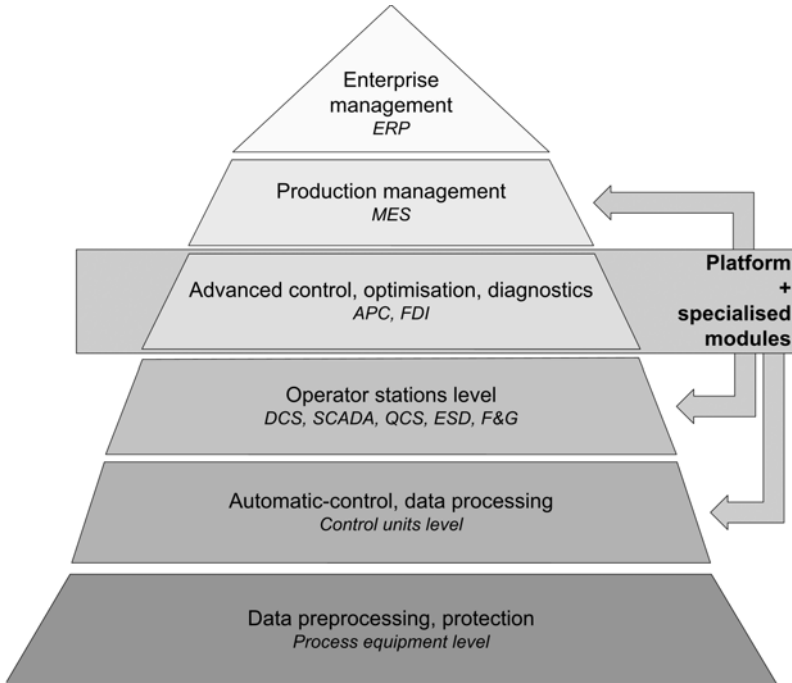 Enterprise
management
ERP
Production management
MES
Platform
+
specialised
modules
Advanced control, optimisation, diagnostics
APC, FDI
Operator stations level
DCS, SCADA, QCS, ESD, F&G
Automatic-control, data processing
Control units level
Data preprocessing, protection
Process equipment level